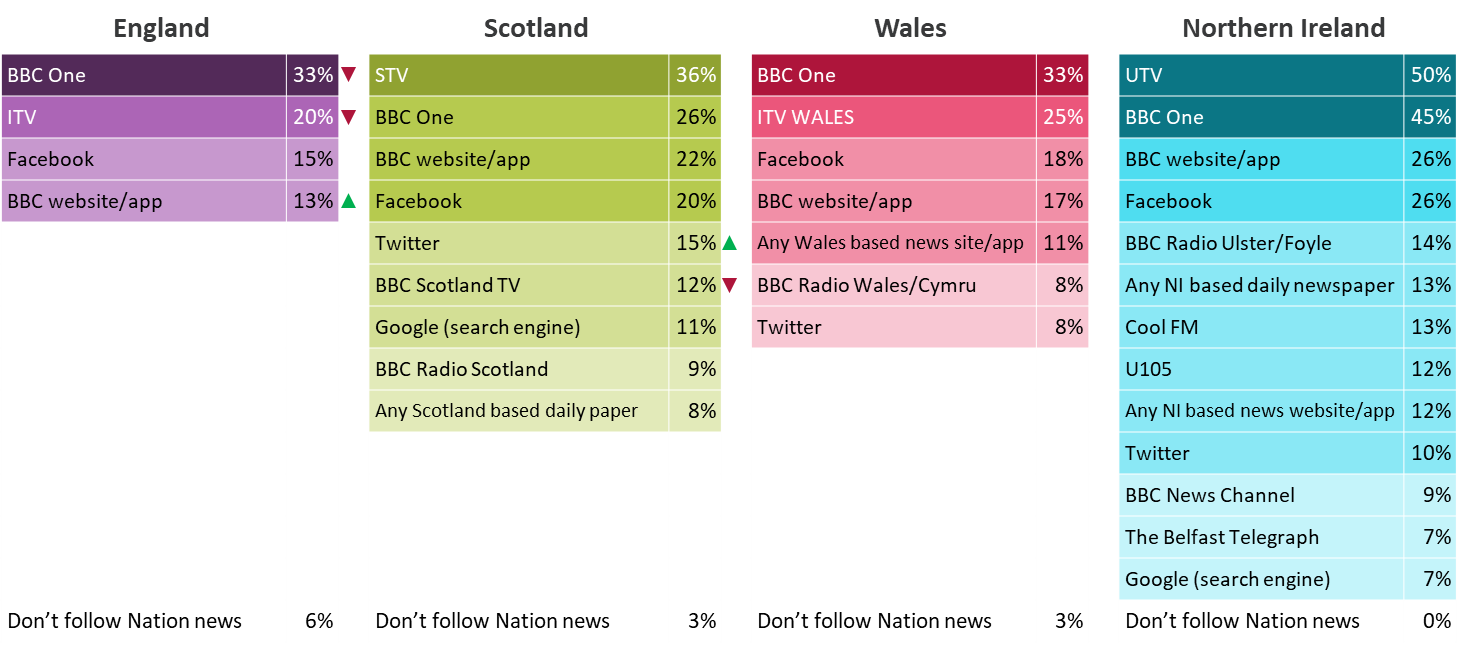 England
BBC One 33% ▼
ITV 20% ▼
Facebook 15%
BBC website/app 13% ▲
Don’t follow Nation news 6%
Scotland
STV 36%
BBC One 26%
BBC website/app 22%
Facebook 20%
Twitter 15% ▲
BBC Scotland TV 12% ▼
Google (search engine) 11%
BBC Radio Scotland 9%
Any Scotland based daily paper 8%
Don’t follow Nation news 3%
Wales
BBC One 33%
ITV WALES 25%
Facebook 18%
BBC website/app 17%
Any Wales based news site/app 11%
BBC Radio Wales/Cymru 8%
Twitter 8%
Don’t follow Nation news 3%
Northern Ireland
UTV 50%
BBC One 45%
BBC website/app 26%
Facebook 26%
BBC Radio Ulster/Foyle 14%
Any NI based daily newspaper 13%
Cool FM 13%
U105 12%
Any NI based news website/app 12%
Twitter 10%
BBC News Channel 9%
The Belfast Telegraph 7%
Google (search engine) 7%
Don’t follow Nation news 0%